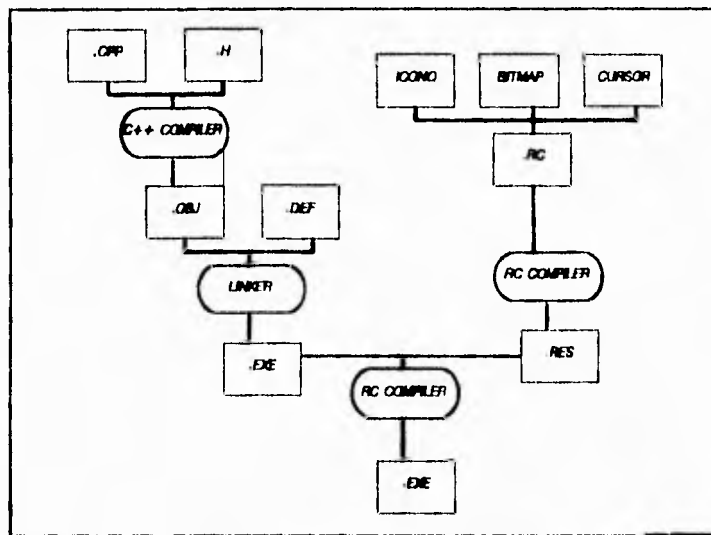 .CPP
.H
ICONO
BITMAP
CURSOR
C++ COMPILER
.RC
.OBJ
.DEF
LINKER
RC COMPILER
.EXE
.RES
RC COMPILER
.EXE